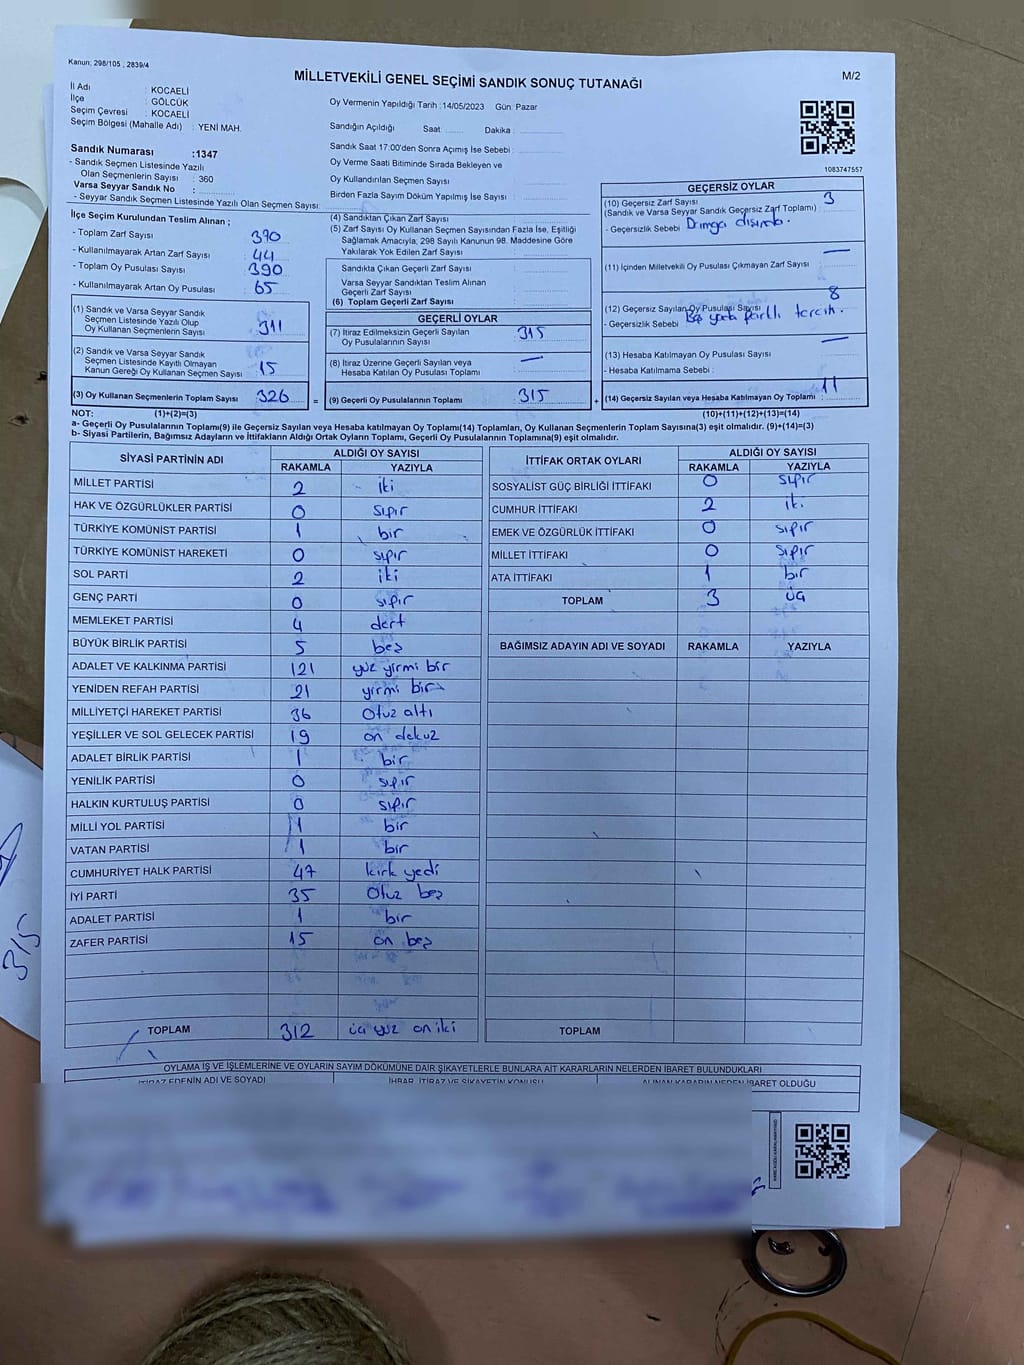 Kanun: 298/105 , 2839/4
MİLLETVEKİLİ GENEL SEÇİMİ SANDIK SONUÇ TUTANAĞI
M/2
İl Adı : KOCAELİ
İlçe : GÖLCÜK
Seçim Çevresi : KOCAELİ
Seçim Bölgesi (Mahalle Adı) : YENİ MAH.
Sandık Numarası :1347
- Sandık Seçmen Listesinde Yazılı
Olan Seçmenlerin Sayısı : 360
Varsa Seyyar Sandık No :
- Seyyar Sandık Seçmen Listesinde Yazılı Olan Seçmen Sayısı:
Oy Vermenin Yapıldığı Tarih :14/05/2023 Gün: Pazar
Sandığın Açıldığı Saat: Dakika :
Sandık Saat 17:00'den Sonra Açımış İse Sebebi :
Oy Verme Saati Bitiminde Sırada Bekleyen ve
Oy Kullandırılan Seçmen Sayısı
Birden Fazla Sayım Döküm Yapılmış İse Sayısı :
1083747557
İlçe Seçim Kurulundan Teslim Alınan ;
- Toplam Zarf Sayısı : 390
- Kullanılmayarak Artan Zarf Sayısı : 44
- Toplam Oy Pusulası Sayısı : 390
- Kullanılmayarak Artan Oy Pusulası : 65
(1) Sandık ve Varsa Seyyar Sandık
Seçmen Listesinde Yazılı Olup
Oy Kullanan Seçmenlerin Sayısı : 311
(2) Sandık ve Varsa Seyyar Sandık
Seçmen Listesinde Kayıtlı Olmayan
Kanun Gereği Oy Kullanan Seçmen Sayısı : 15
(3) Oy Kullanan Seçmenlerin Toplam Sayısı : 326 =
(4) Sandıktan Çıkan Zarf Sayısı :
(5) Zarf Sayısı Oy Kullanan Seçmen Sayısından Fazla İse, Eşitliği
Sağlamak Amacıyla; 298 Sayılı Kanunun 98. Maddesine Göre
Yakılarak Yok Edilen Zarf Sayısı :
Sandıkta Çıkan Geçerli Zarf Sayısı :
Varsa Seyyar Sandıktan Teslim Alınan
Geçerli Zarf Sayısı :
(6) Toplam Geçerli Zarf Sayısı :
GEÇERLİ OYLAR
(7) İtiraz Edilmeksizin Geçerli Sayılan
Oy Pusulalarının Sayısı : 315
(8) İtiraz Üzerine Geçerli Sayılan veya
Hesaba Katılan Oy Pusulası Toplamı : —
(9) Geçerli Oy Pusulalarının Toplamı : 315 +
GEÇERSİZ OYLAR
(10) Geçersiz Zarf Sayısı 3
(Sandık ve Varsa Seyyar Sandık Geçersiz Zarf Toplamı) :
- Geçersizlik Sebebi : Damga dışında.
(11) İçinden Milletvekili Oy Pusulası Çıkmayan Zarf Sayısı : —
(12) Geçersiz Sayılan Oy Pusulası Sayısı : 8
- Geçersizlik Sebebi : tercih.
(13) Hesaba Katılmayan Oy Pusulası Sayısı : —
- Hesaba Katılmama Sebebi :
(14) Geçersiz Sayılan veya Hesaba Katılmayan Oy Toplamı : 11
NOT: (1)+(2)=(3) (10)+(11)+(12)+(13)=(14)
a- Geçerli Oy Pusulasının Toplamı(9) ile Geçersiz Sayılan veya Hesaba Katılmayan Oy Toplamı(14) Toplamları, Oy Kullanan Seçmenlerin Toplam Sayısına(3) eşit olmalıdır. (9)+(14)=(3)
b- Siyasi Partilerin, Bağımsız Adayların ve İttifakların Aldığı Ortak Oyların Toplamı, Geçerli Oy Pusulalarının Toplamına(9) eşit olmalıdır.
SİYASİ PARTİNİN ADI ALDIĞI OY SAYISI
RAKAMLA YAZIYLA
MİLLET PARTİSİ 2 iki
HAK VE ÖZGÜRLÜKLER PARTİSİ 0 sıfır
TÜRKİYE KOMÜNİST PARTİSİ 1 bir
TÜRKİYE KOMÜNİST HAREKETİ 0 sıfır
SOL PARTİ 2 iki
GENÇ PARTİ 0 sıfır
MEMLEKET PARTİSİ 4 dört
BÜYÜK BİRLİK PARTİSİ 5 beş
ADALET VE KALKINMA PARTİSİ 121 yüz yirmi bir
YENİDEN REFAH PARTİSİ 21 yirmi bir
MİLLİYETÇİ HAREKET PARTİSİ 36 otuz altı
YEŞİLLER VE SOL GELECEK PARTİSİ 19 on dokuz
ADALET BİRLİK PARTİSİ 1 bir
YENİLİK PARTİSİ 0 sıfır
HALKIN KURTULUŞ PARTİSİ 0 sıfır
MİLLİ YOL PARTİSİ 1 bir
VATAN PARTİSİ 1 bir
CUMHURİYET HALK PARTİSİ 47 kırk yedi
İYİ PARTİ 35 otuz beş
ADALET PARTİSİ 1 bir
ZAFER PARTİSİ 15 on beş
TOPLAM 312 üç yüz on iki
İTTİFAK ORTAK OYLARI ALDIĞI OY SAYISI
RAKAMLA YAZIYLA
SOSYALİST GÜÇ BİRLİĞİ İTTİFAKI 0 sıfır
CUMHUR İTTİFAKI 2 iki
EMEK VE ÖZGÜRLÜK İTTİFAKI 0 sıfır
MİLLET İTTİFAKI 0 sıfır
ATA İTTİFAKI 1 bir
TOPLAM 3 üç
BAĞIMSIZ ADAYIN ADI VE SOYADI RAKAMLA YAZIYLA
TOPLAM
OYLAMA İŞ VE İŞLEMLERİNE VE OYLARIN SAYIM DÖKÜMÜNE DAİR ŞİKAYETLERLE BUNLARA AİT KARARLARIN NELERDEN İBARET BULUNDUKLARI
İTİRAZ EDENİN ADI VE SOYADI İHBAR, İTİRAZ VE ŞİKAYETİN KONUSU ALINAN KARARIN NEDEN İBARET OLDUĞU
315